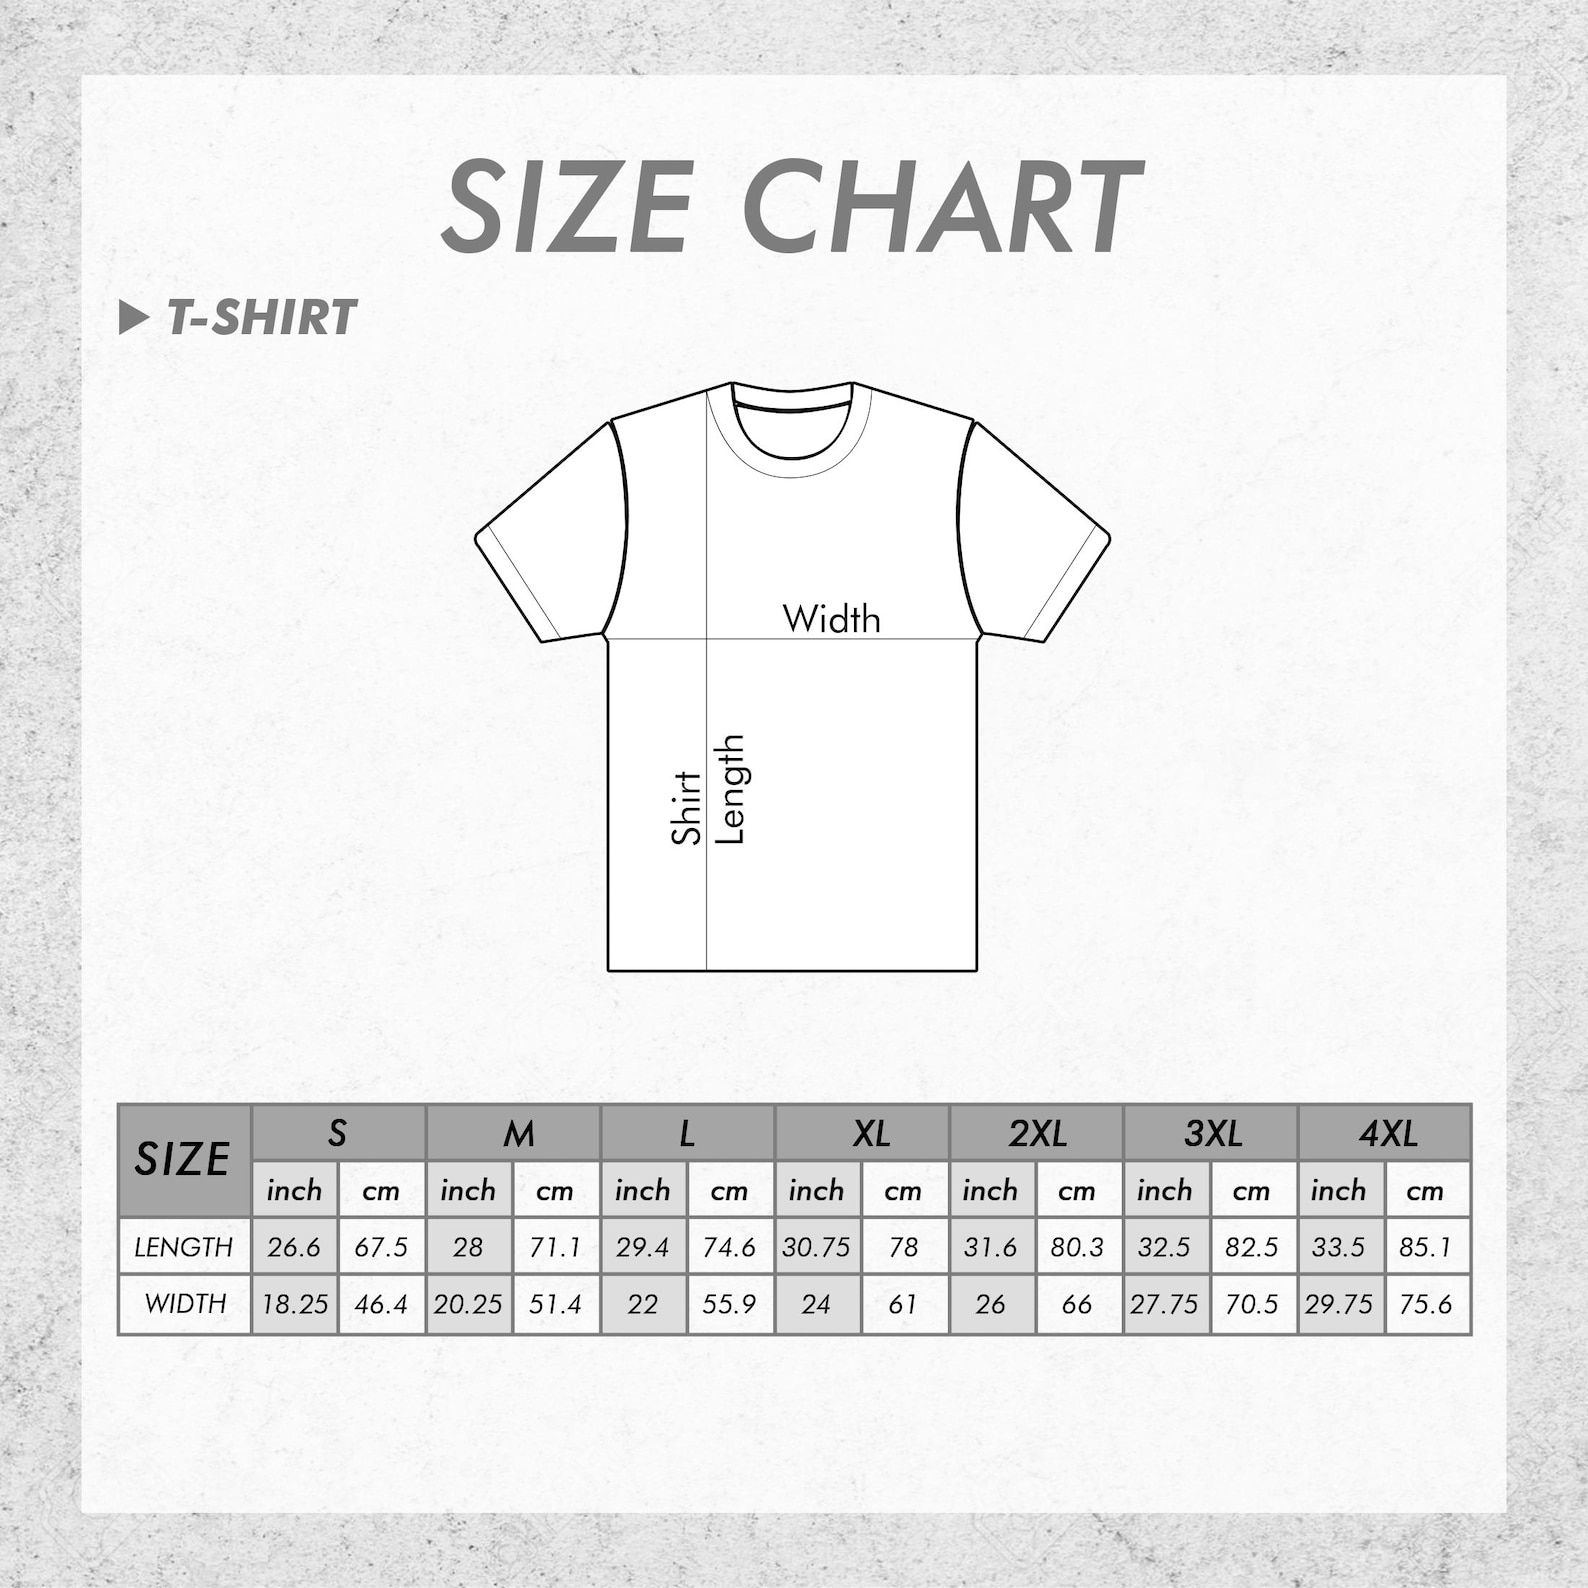 SIZE CHART
T-SHIRT
Width
Shirt
Length
SIZE S M L XL 2XL 3XL 4XL
inch cm inch cm inch cm inch cm inch cm inch cm inch cm
LENGTH 26.6 67.5 28 71.1 29.4 74.6 30.75 78 31.6 80.3 32.5 82.5 33.5 85.1
WIDTH 18.25 46.4 20.25 51.4 22 55.9 24 61 26 66 27.75 70.5 29.75 75.6